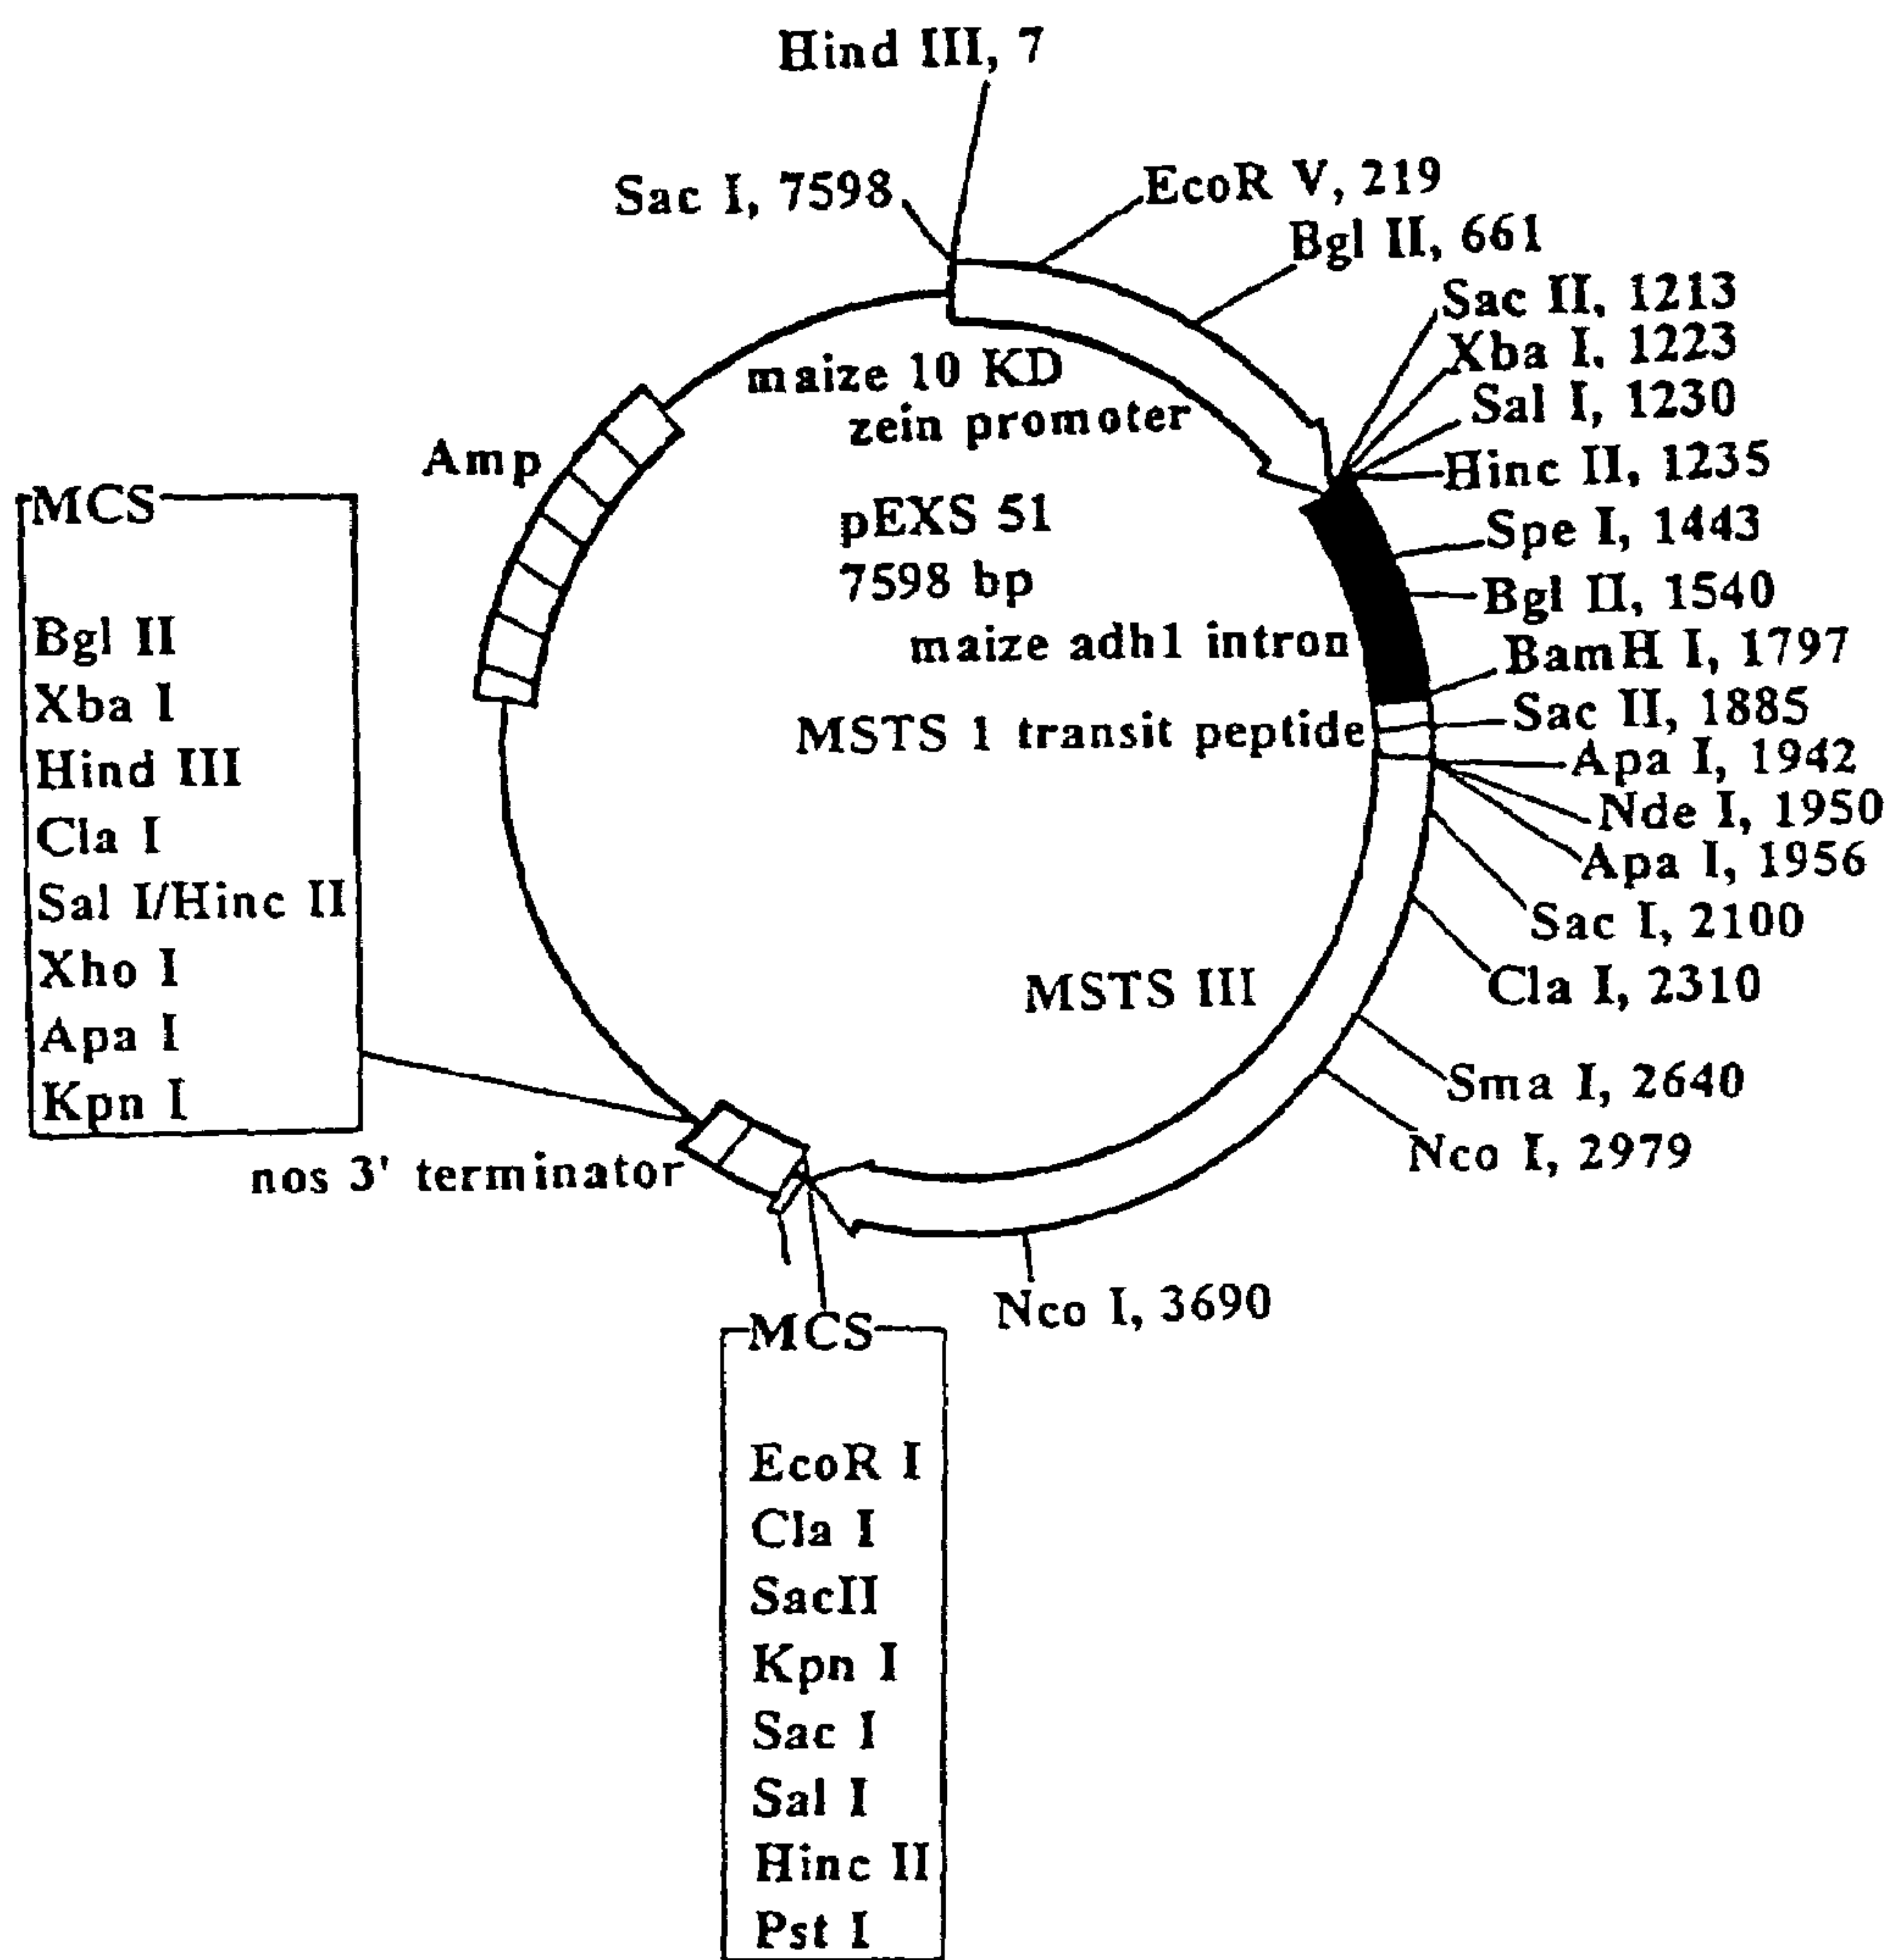 Hind III, 7
Sac I, 7598
EcoR V, 219
Bgl II, 661
Sac II, 1213
Xba I, 1223
Sal I, 1230
Hinc II, 1235
Spe I, 1443
Bgl II, 1540
BamH I, 1797
Sac II, 1885
Apa I, 1942
Nde I, 1950
Apa I, 1956
Sac I, 2100
Cla I, 2310
Sma I, 2640
Nco I, 2979
Nco I, 3690
maize 10 KD
zein promoter
pEXS 51
7598 bp
maize adh1 intron
MSTS 1 transit peptide
MSTS III
Amp
nos 3' terminator
MCS
Bgl II
Xba I
Hind III
Cla I
Sal I/Hinc II
Xho I
Apa I
Kpn I
MCS
EcoR I
Cla I
SacII
Kpn I
Sac I
Sal I
Hinc II
Pst I